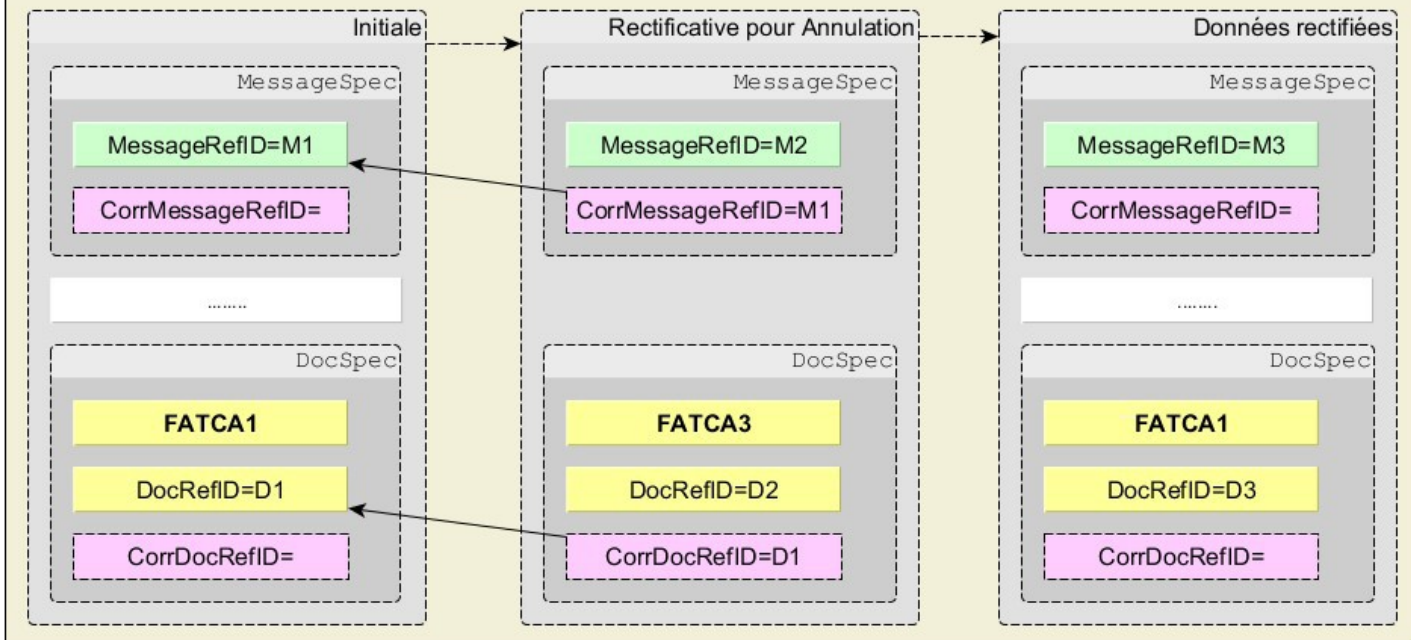 Initiale
MessageSpec
MessageRefID=M1
CorrMessageRefID=
........
DocSpec
FATCA1
DocRefID=D1
CorrDocRefID=
Rectificative pour Annulation
MessageSpec
MessageRefID=M2
CorrMessageRefID=M1
DocSpec
FATCA3
DocRefID=D2
CorrDocRefID=D1
Données rectifiées
MessageSpec
MessageRefID=M3
CorrMessageRefID=
........
DocSpec
FATCA1
DocRefID=D3
CorrDocRefID=